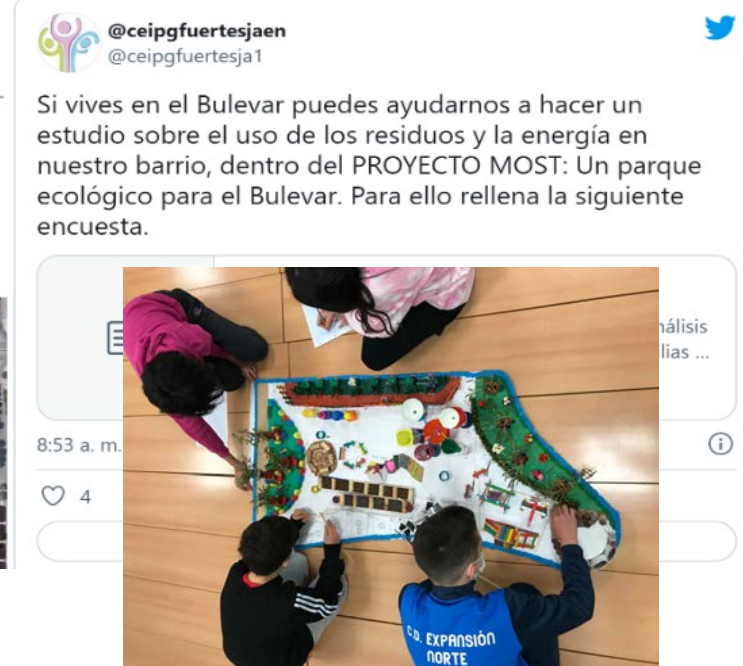 @ceipgfuertesjaen
@ceipgfuertesja1
Si vives en el Bulevar puedes ayudarnos a hacer un
estudio sobre el uso de los residuos y la energía en
nuestro barrio, dentro del PROYECTO MOST: Un parque
ecológico para el Bulevar. Para ello rellena la siguiente
encuesta.
8:53 a. m.
4
C.D. EXPANSIÓN
NORTE